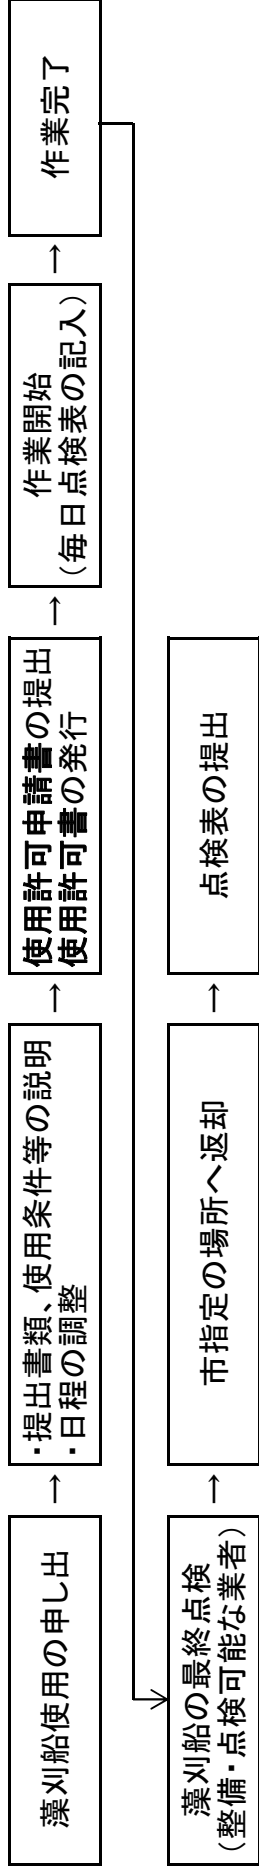 藻刈船使用の申し出
→
・提出書類、使用条件等の説明
・日程の調整
→
使用許可申請書の提出
使用許可書の発行
→
作業開始
（毎日点検表の記入）
→
作業完了
藻刈船の最終点検
（整備・点検可能な業者）
→
市指定の場所へ返却
→
点検表の提出